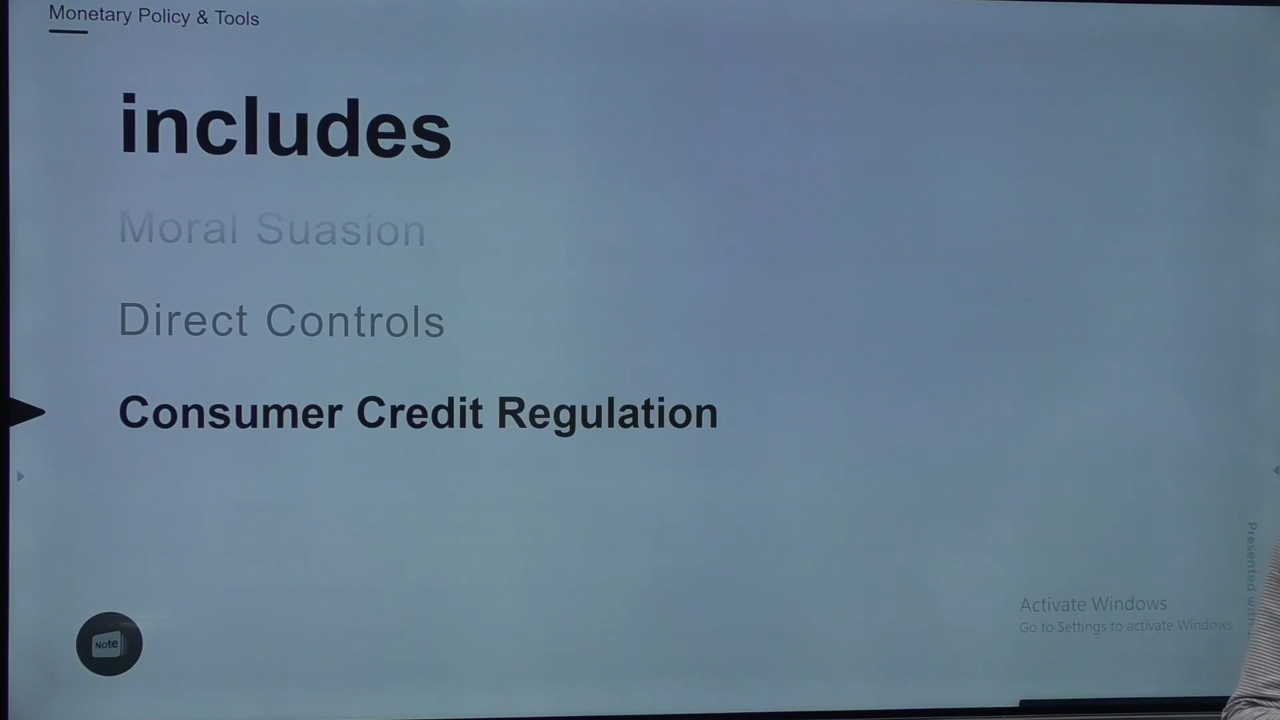 Monetary Policy & Tools
includes
Moral Suasion
Direct Controls
Consumer Credit Regulation
Note
Activate Windows
Go to Settings to activate Windows.
Presented